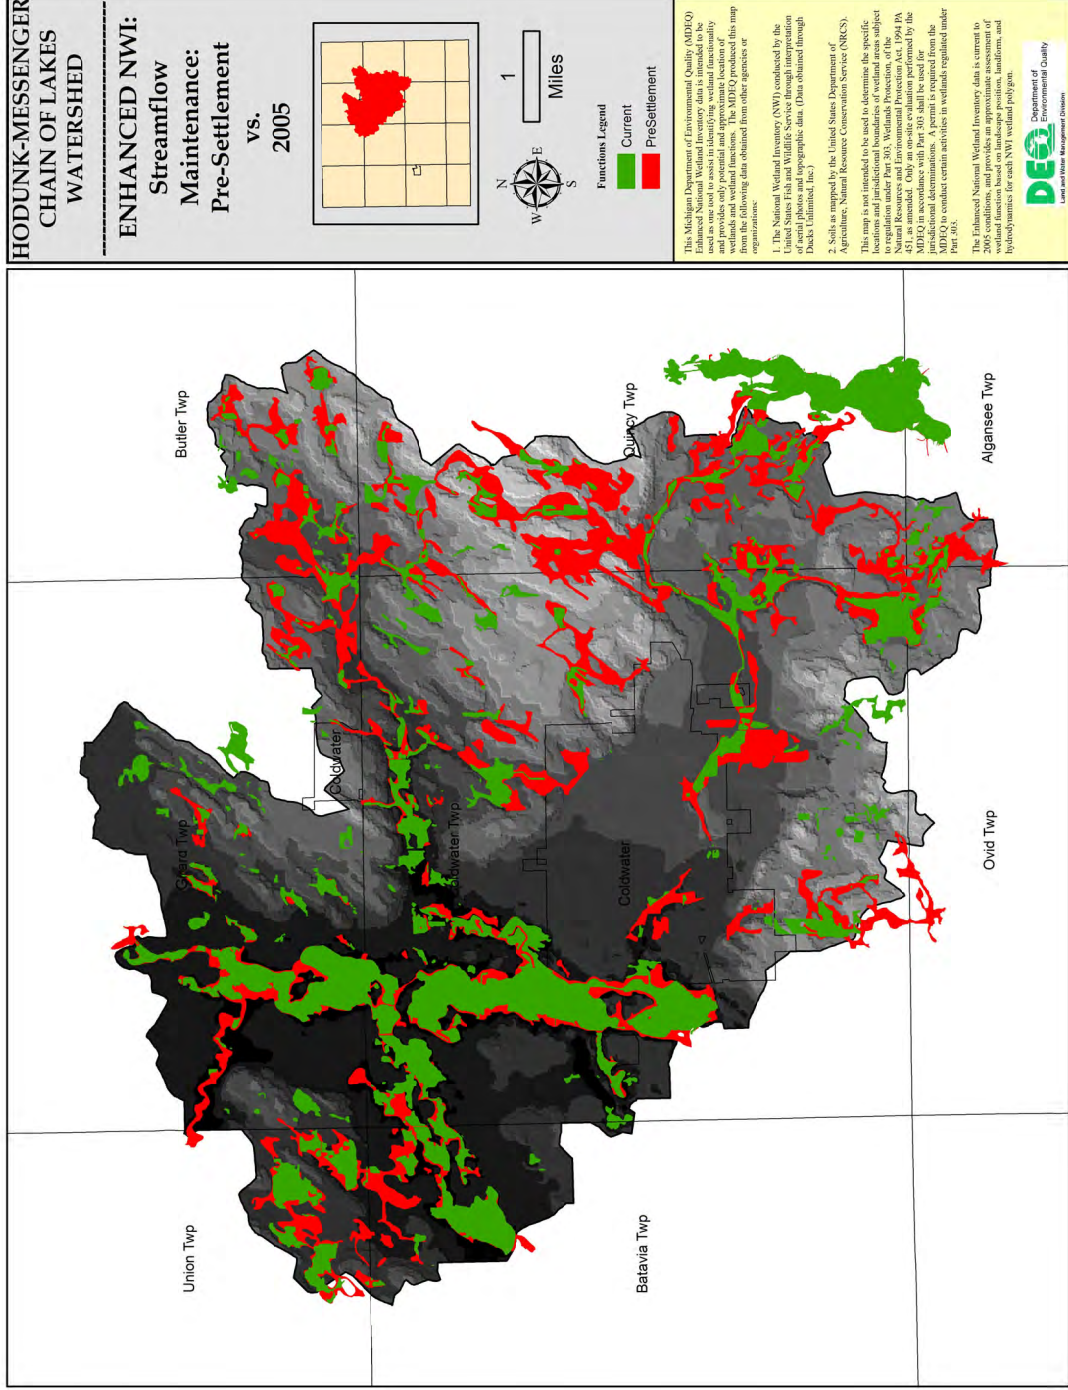 HODUNK-MESSENGER
CHAIN OF LAKES
WATERSHED
ENHANCED NWI:
Streamflow
Maintenance:
Pre-Settlement
vs.
2005
1
Miles
N
W
E
S
Functions Legend
Current
PreSettlement
This Michigan Department of Environmental Quality (MDEQ)
Enhanced National Wetland Inventory data is intended to be
used as one tool to assist in identifying wetland functionality
and provides only potential and approximate location of
wetlands and wetland functions. The MDEQ produced this map
from the following data obtained from other agencies or
organizations:
1. The National Wetland Inventory (NWI) conducted by the
United States Fish and Wildlife Service through interpretation
of aerial photos and topographic data. (Data obtained through
Ducks Unlimited, Inc.)
2. Soils as mapped by the United States Department of
Agriculture, Natural Resource Conservation Service (NRCS).
This map is not intended to be used to determine the specific
locations and jurisdictional boundaries of wetland areas subject
to regulation under Part 303, Wetlands Protection, of the
Natural Resources and Environmental Protection Act, 1994 PA
451, as amended. Only an on-site evaluation performed by the
MDEQ in accordance with Part 303 shall be used for
jurisdictional determinations. A permit is required from the
MDEQ to conduct certain activities in wetlands regulated under
Part 303.
The Enhanced National Wetland Inventory data is current to
2005 conditions, and provides an approximate assessment of
wetland function based on landscape position, landform, and
hydrodynamics for each NWI wetland polygon.
DEQ
Department of
Environmental Quality
Land and Water Management Division
Union Twp
Girard Twp
Butler Twp
Coldwater
Coldwater Twp
Batavia Twp
Coldwater
Quincy Twp
Ovid Twp
Algansee Twp